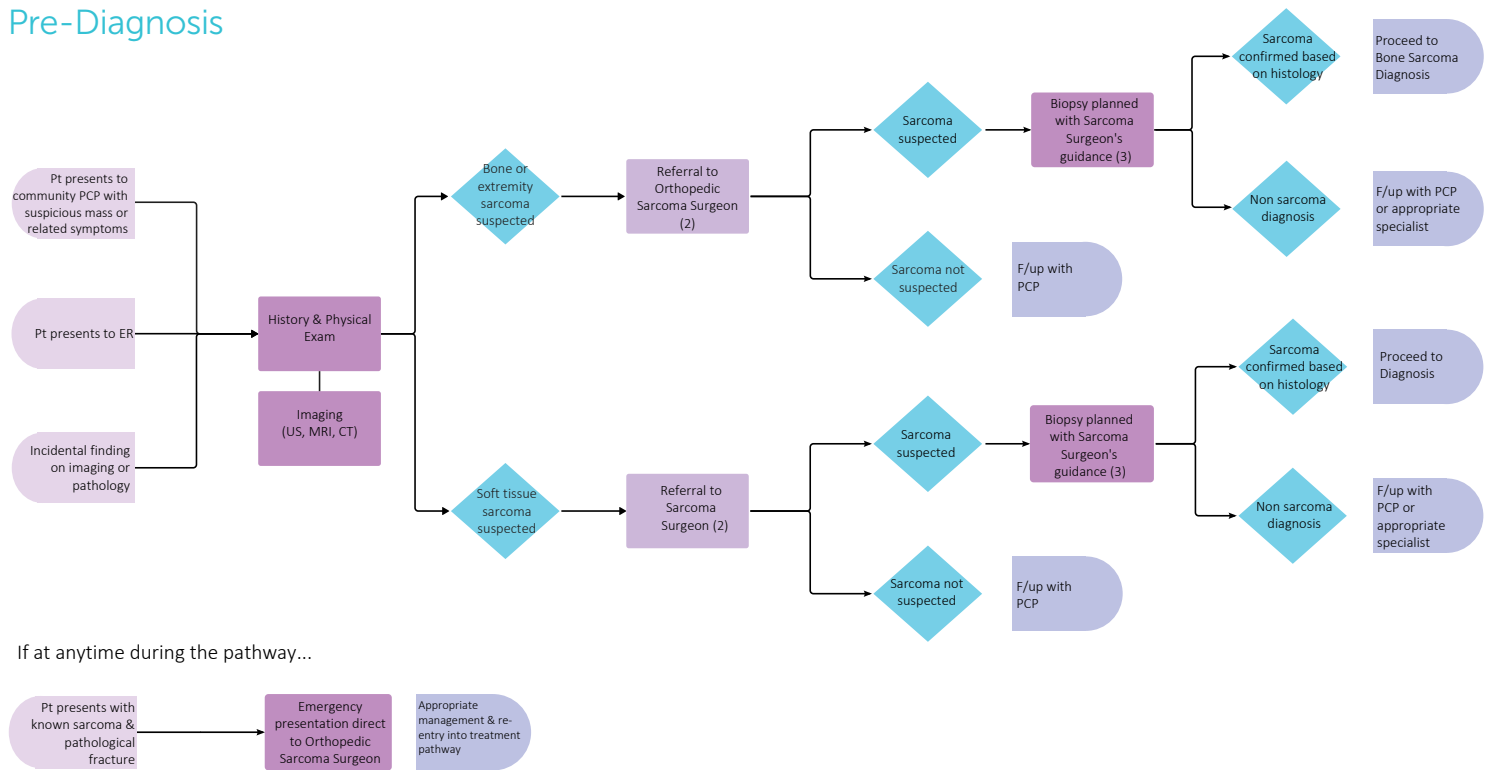 Pre-Diagnosis
Pt presents to
community PCP with
suspicious mass or
related symptoms
Pt presents to ER
Incidental finding
on imaging or
pathology
History & Physical
Exam
Imaging
(US, MRI, CT)
Bone or
extremity
sarcoma
suspected
Referral to
Orthopedic
Sarcoma Surgeon
(2)
Sarcoma
suspected
Biopsy planned
with Sarcoma
Surgeon's
guidance (3)
Sarcoma
confirmed based
on histology
Proceed to
Bone Sarcoma
Diagnosis
Non sarcoma
diagnosis
F/up with PCP
or appropriate
specialist
Sarcoma not
suspected
F/up with
PCP
Soft tissue
sarcoma
suspected
Referral to
Sarcoma
Surgeon (2)
Sarcoma
suspected
Biopsy planned
with Sarcoma
Surgeon's
guidance (3)
Sarcoma
confirmed based
on histology
Proceed to
Diagnosis
Non sarcoma
diagnosis
F/up with
PCP or
appropriate
specialist
Sarcoma not
suspected
F/up with
PCP
If at anytime during the pathway...
Pt presents with
known sarcoma &
pathological
fracture
Emergency
presentation direct
to Orthopedic
Sarcoma Surgeon
Appropriate
management & re-
entry into treatment
pathway